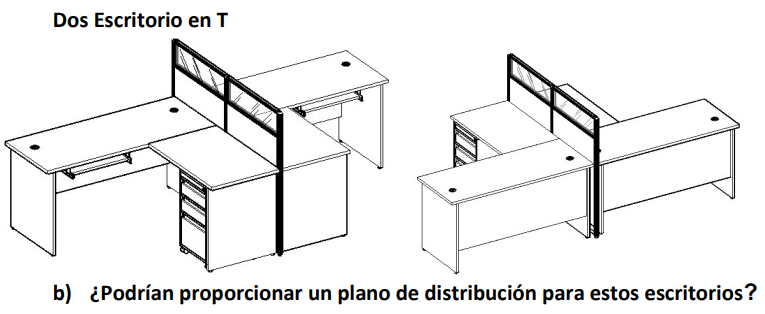 Dos Escritorio en T
b) ¿Podrían proporcionar un plano de distribución para estos escritorios?